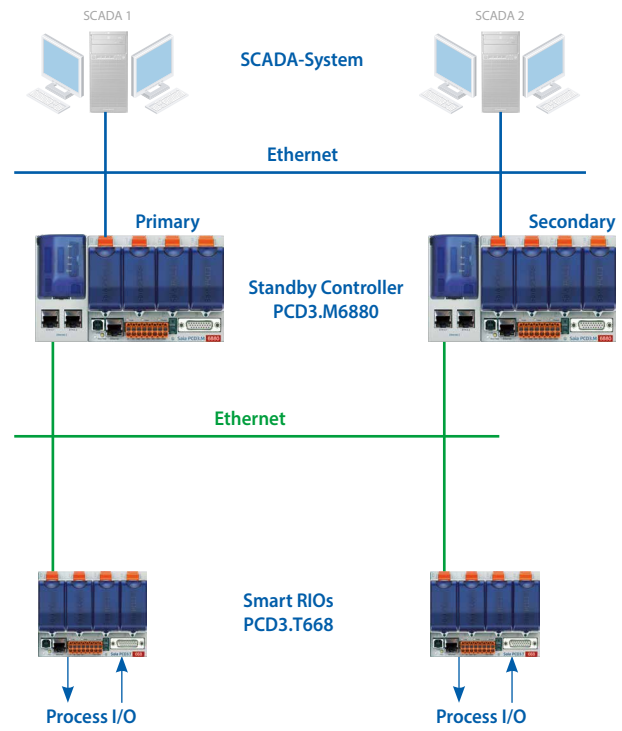 SCADA 1
SCADA 2
SCADA-System
Ethernet
Primary
Secondary
Standby Controller
PCD3.M6880
Ethernet
Smart RIOs
PCD3.T668
Process I/O
Process I/O